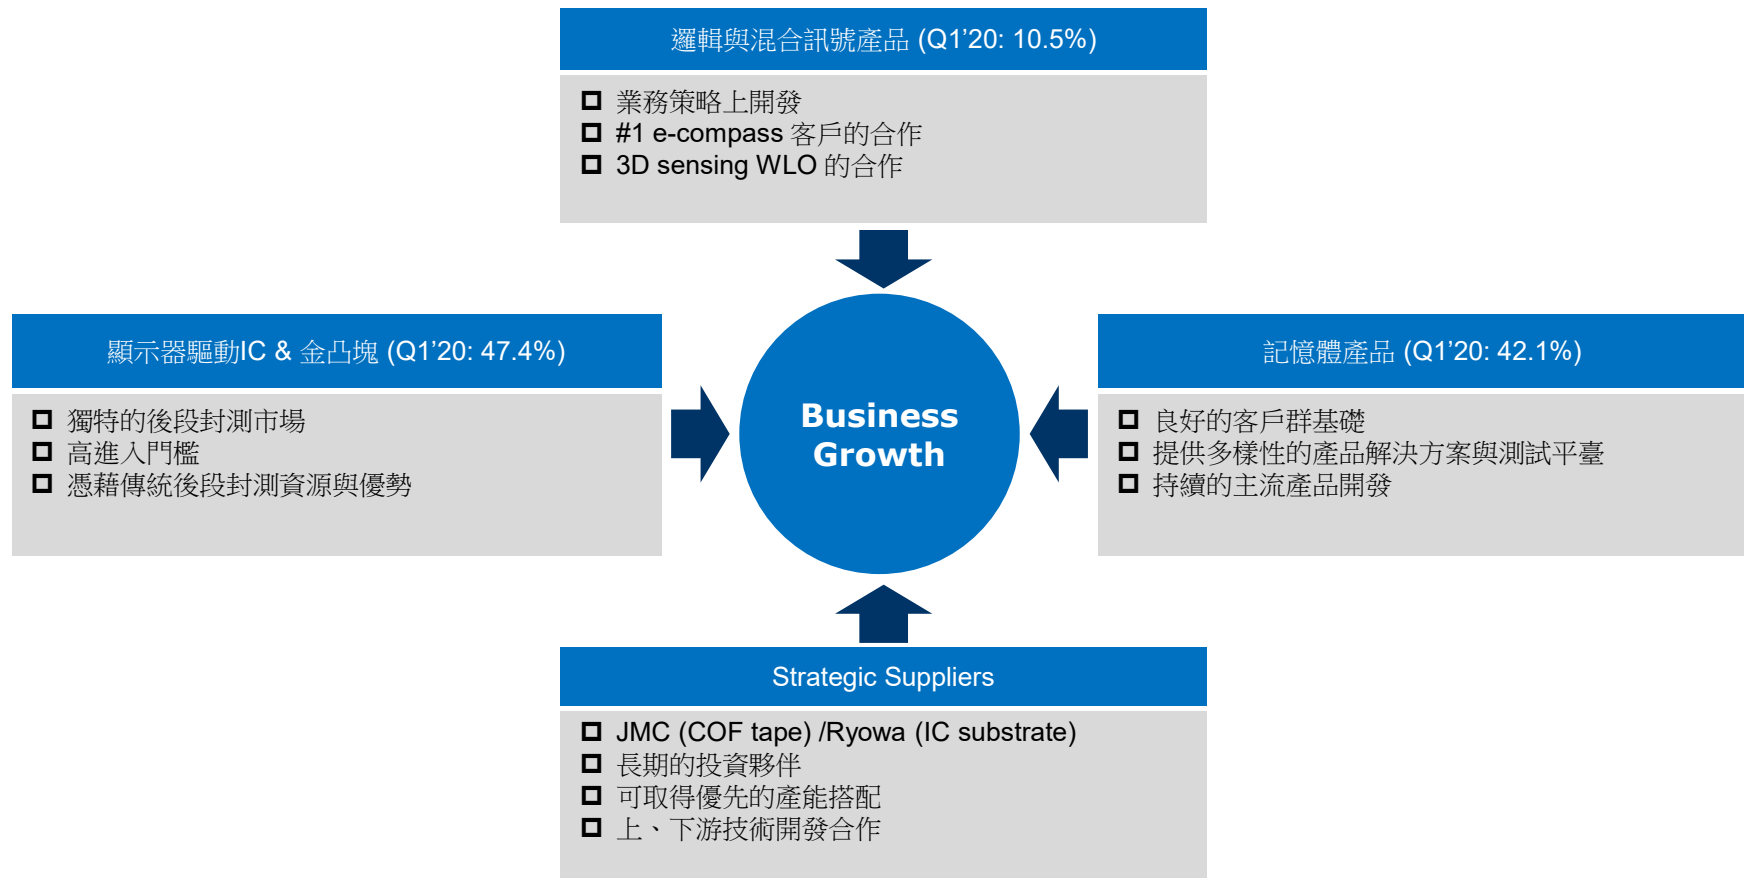 邏輯與混合訊號產品 (Q1’20: 10.5%)
業務策略上開發
#1 e-compass 客戶的合作
3D sensing WLO 的合作
顯示器驅動IC & 金凸塊 (Q1’20: 47.4%)
獨特的後段封測市場
高進入門檻
憑藉傳統後段封測資源與優勢
Business
Growth
記憶體產品 (Q1’20: 42.1%)
良好的客戶群基礎
提供多樣性的產品解決方案與測試平臺
持續的主流產品開發
Strategic Suppliers
JMC (COF tape) /Ryowa (IC substrate)
長期的投資夥伴
可取得優先的產能搭配
上、下游技術開發合作